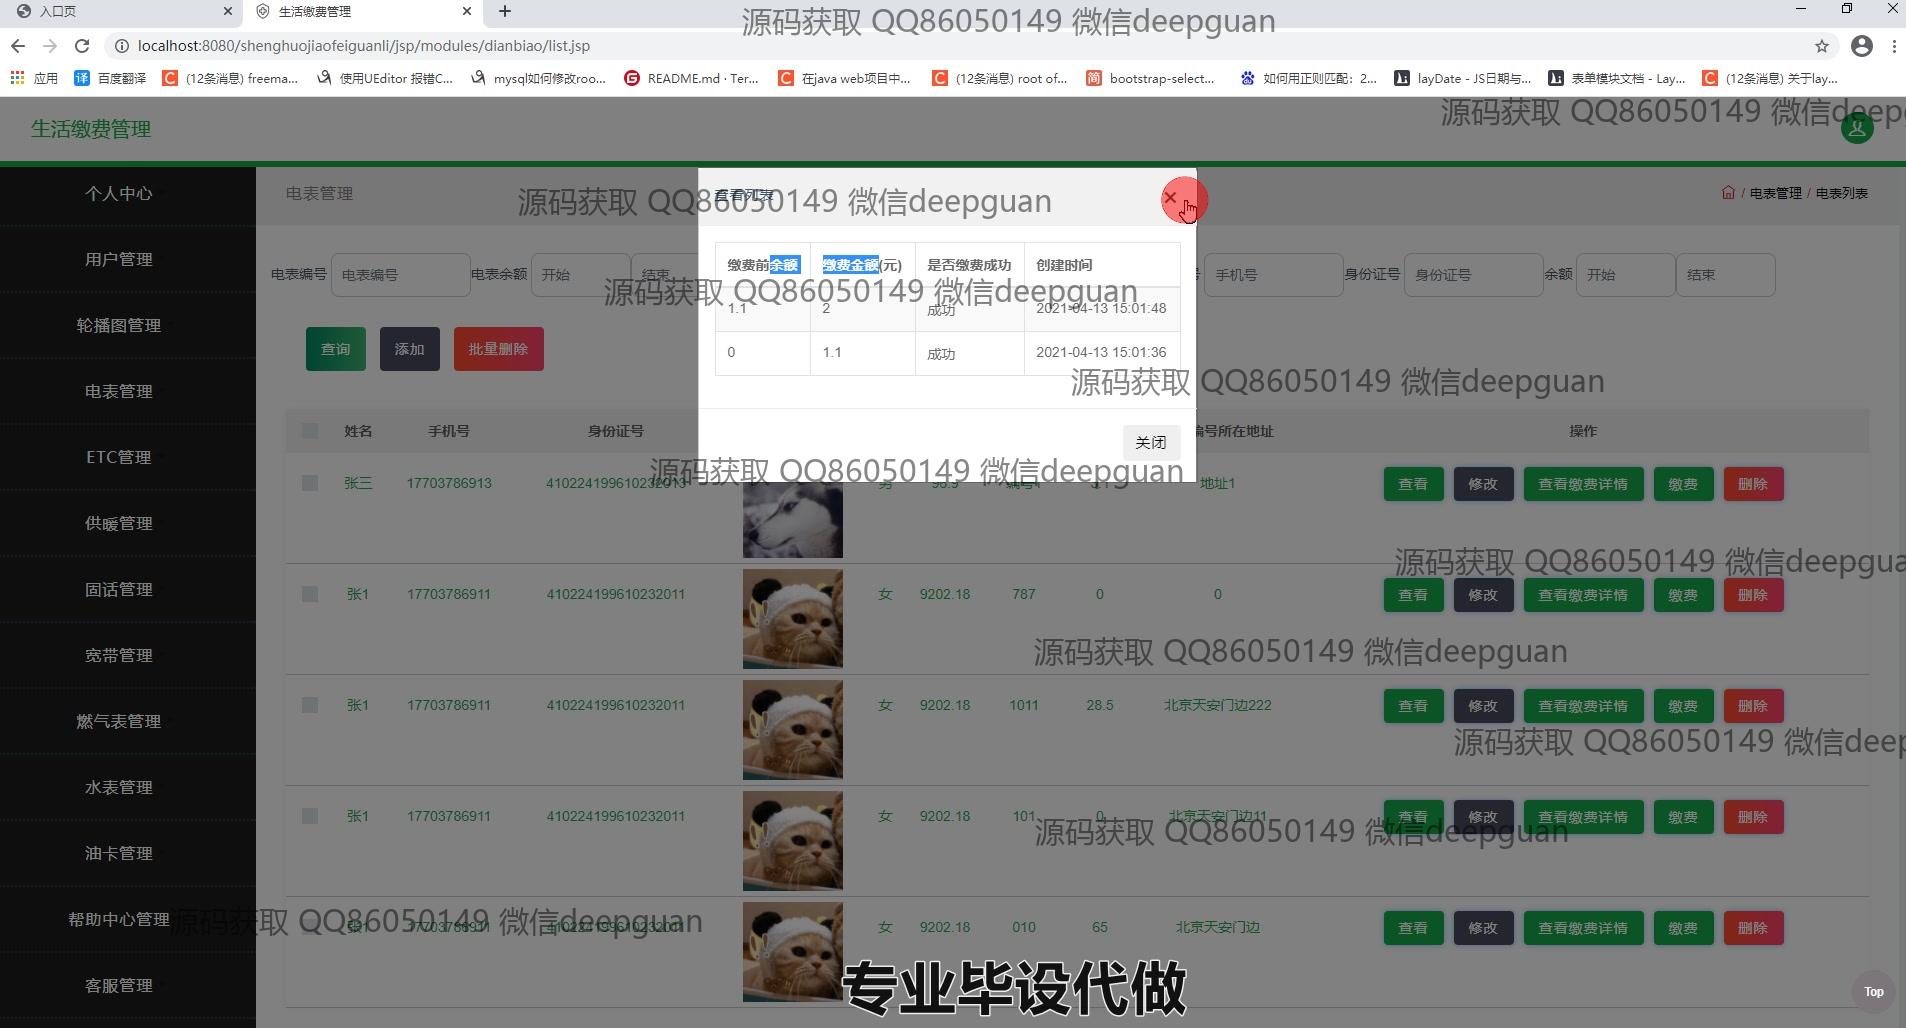 入口页
生活缴费管理
源码获取 QQ86050149 微信deepguan
localhost:8080/shenghuojiaofeiguanli/jsp/modules/dianbiao/list.jsp
应用 百度翻译 (12条消息) freema... 使用UEditor 报错C... mysql如何修改roo... README.md · Ter... 在java web项目中... (12条消息) root of... bootstrap-select... 如何用正则匹配：2... layDate - JS日期与... 表单模块文档 - Lay... (12条消息) 关于lay...
源码获取 QQ86050149 微信deep
生活缴费管理
个人中心
用户管理
轮播图管理
电表管理
ETC管理
供暖管理
固话管理
宽带管理
燃气表管理
水表管理
油卡管理
帮助中心管理
客服管理
电表管理
/ 电表管理 / 电表列表
查看列表
源码获取 QQ86050149 微信deepguan
电表编号 电表编号 电表余额 开始 结束 手机号 身份证号 身份证号 余额 开始 结束
缴费前余额 缴费金额(元) 是否缴费成功 创建时间
源码获取 QQ86050149 微信deepguan
1.1 2 成功 2021-04-13 15:01:48
0 1.1 成功 2021-04-13 15:01:36
查询 添加 批量删除
源码获取 QQ86050149 微信deepguan
关闭
姓名 手机号 身份证号 编号所在地址 操作
源码获取 QQ86050149 微信deepguan
张三 17703786913 410224199610232013 男 地址1 查看 修改 查看缴费详情 缴费 删除
源码获取 QQ86050149 微信deepgua
张1 17703786911 410224199610232011 女 9202.18 787 0 0 查看 修改 查看缴费详情 缴费 删除
源码获取 QQ86050149 微信deepguan
张1 17703786911 410224199610232011 女 9202.18 1011 28.5 北京天安门边222 查看 修改 查看缴费详情 缴费 删除
源码获取 QQ86050149 微信deep
张1 17703786911 410224199610232011 女 9202.18 101 0 北京天安门边11 查看 修改 查看缴费详情 缴费 删除
源码获取 QQ86050149 微信deepguan
张1 17703786911 410224199610232011 女 9202.18 010 65 北京天安门边 查看 修改 查看缴费详情 缴费 删除
源码获取 QQ86050149 微信deepguan
专业毕设代做
Top